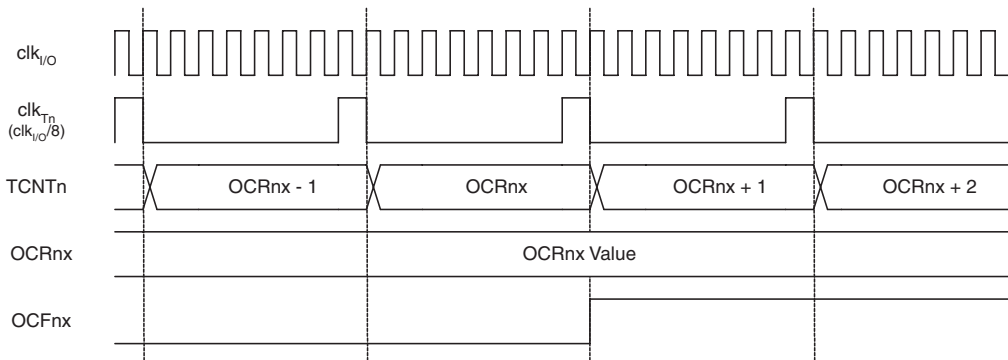 clkI/O
clkTn
(clkI/O/8)
TCNTn OCRnx - 1 OCRnx OCRnx + 1 OCRnx + 2
OCRnx OCRnx Value
OCFnx